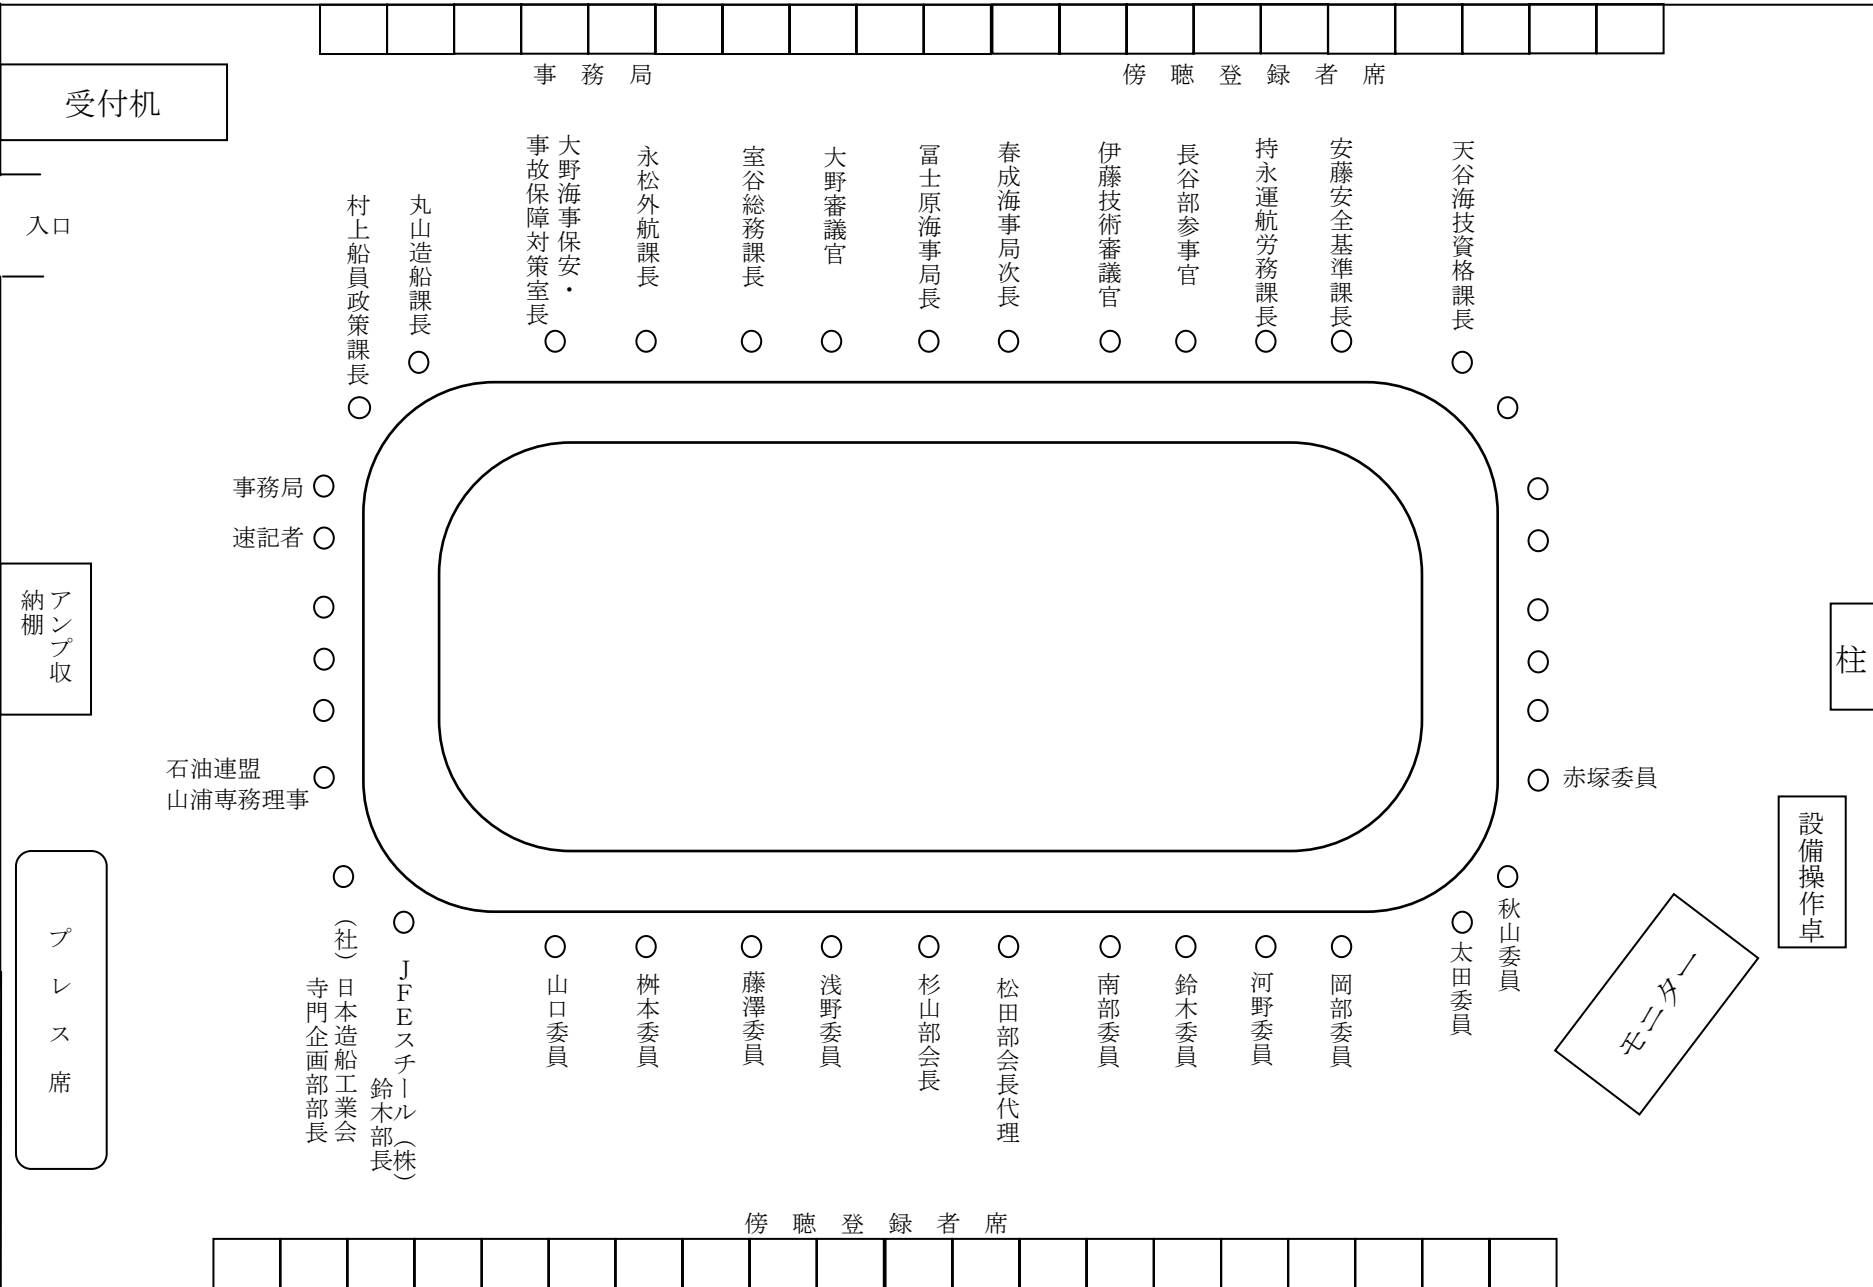 事務局
傍聴登録者席
受付机
入口
村上船員政策課長
丸山造船課長
大野海事保安・
事故保障対策室長
永松外航課長
室谷総務課長
大野審議官
冨士原海事局長
春成海事局次長
伊藤技術審議官
長谷部参事官
持永運航労務課長
安藤安全基準課長
天谷海技資格課長
事務局
速記者
アンプ収
納棚
柱
石油連盟
山浦専務理事
赤塚委員
設備操作卓
プレス席
(社)日本造船工業会
寺門企画部部長
JFEスチール(株)
鈴木部長
山口委員
桝本委員
藤澤委員
浅野委員
杉山部会長
松田部会長代理
南部委員
鈴木委員
河野委員
岡部委員
太田委員
秋山委員
モニター
傍聴登録者席